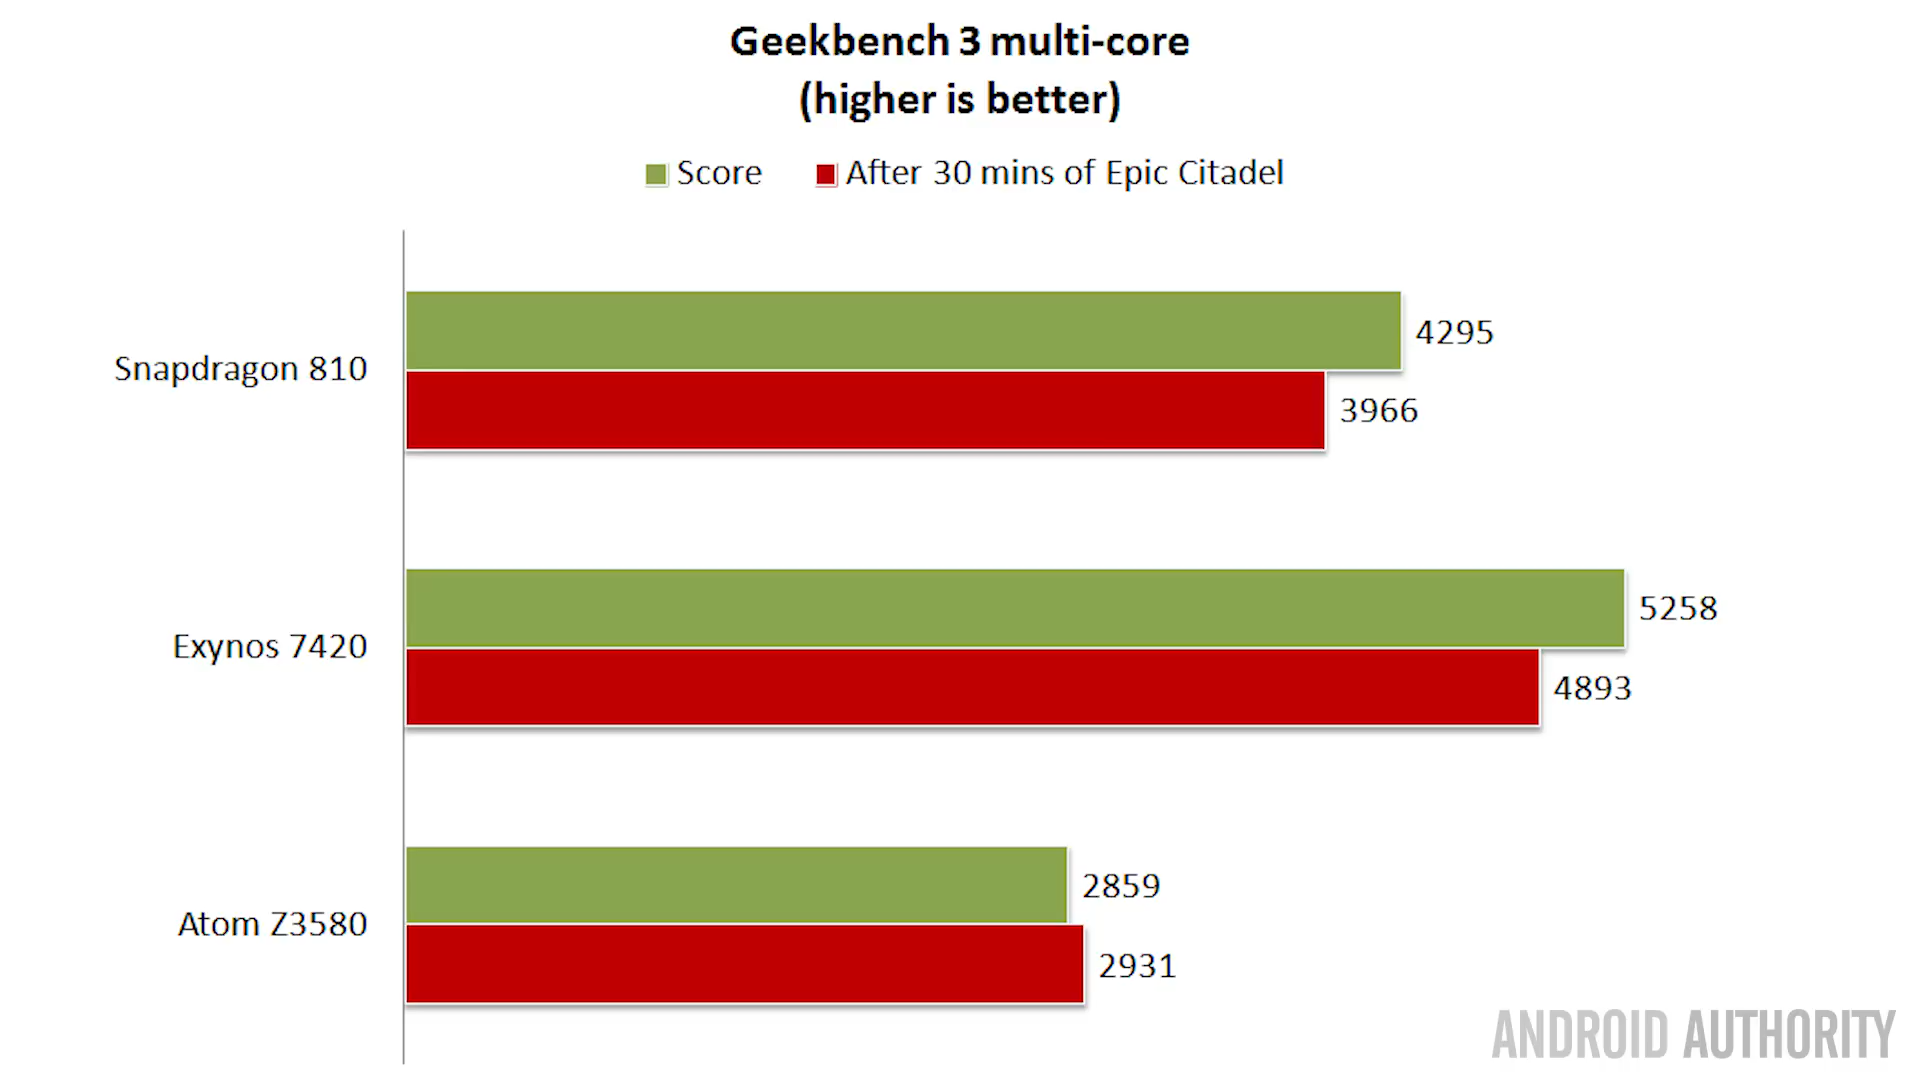 Geekbench 3 multi-core
(higher is better)
Score After 30 mins of Epic Citadel
Snapdragon 810
4295
3966
Exynos 7420
5258
4893
Atom Z3580
2859
2931
ANDROID AUTHORITY